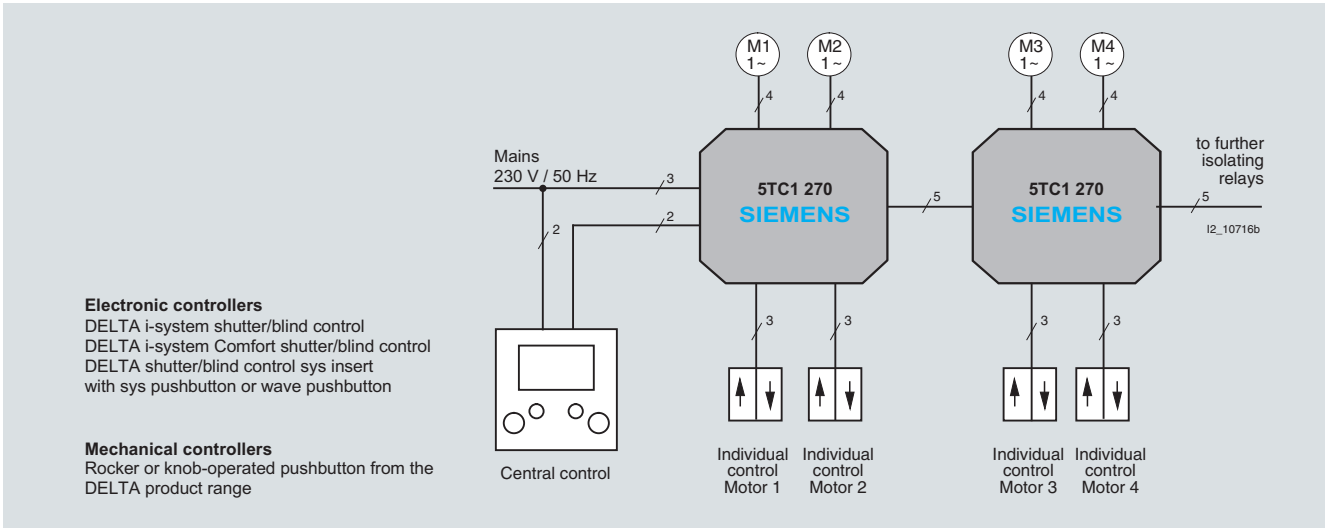 M1
1~
M2
1~
M3
1~
M4
1~
4
4
4
4
Mains
230 V / 50 Hz
3
2
2
5TC1 270
SIEMENS
5
5TC1 270
SIEMENS
to further
isolating
relays
5
I2_10716b
Electronic controllers
DELTA i-system shutter/blind control
DELTA i-system Comfort shutter/blind control
DELTA shutter/blind control sys insert
with sys pushbutton or wave pushbutton
Mechanical controllers
Rocker or knob-operated pushbutton from the
DELTA product range
Central control
3
3
3
3
Individual
control
Motor 1
Individual
control
Motor 2
Individual
control
Motor 3
Individual
control
Motor 4